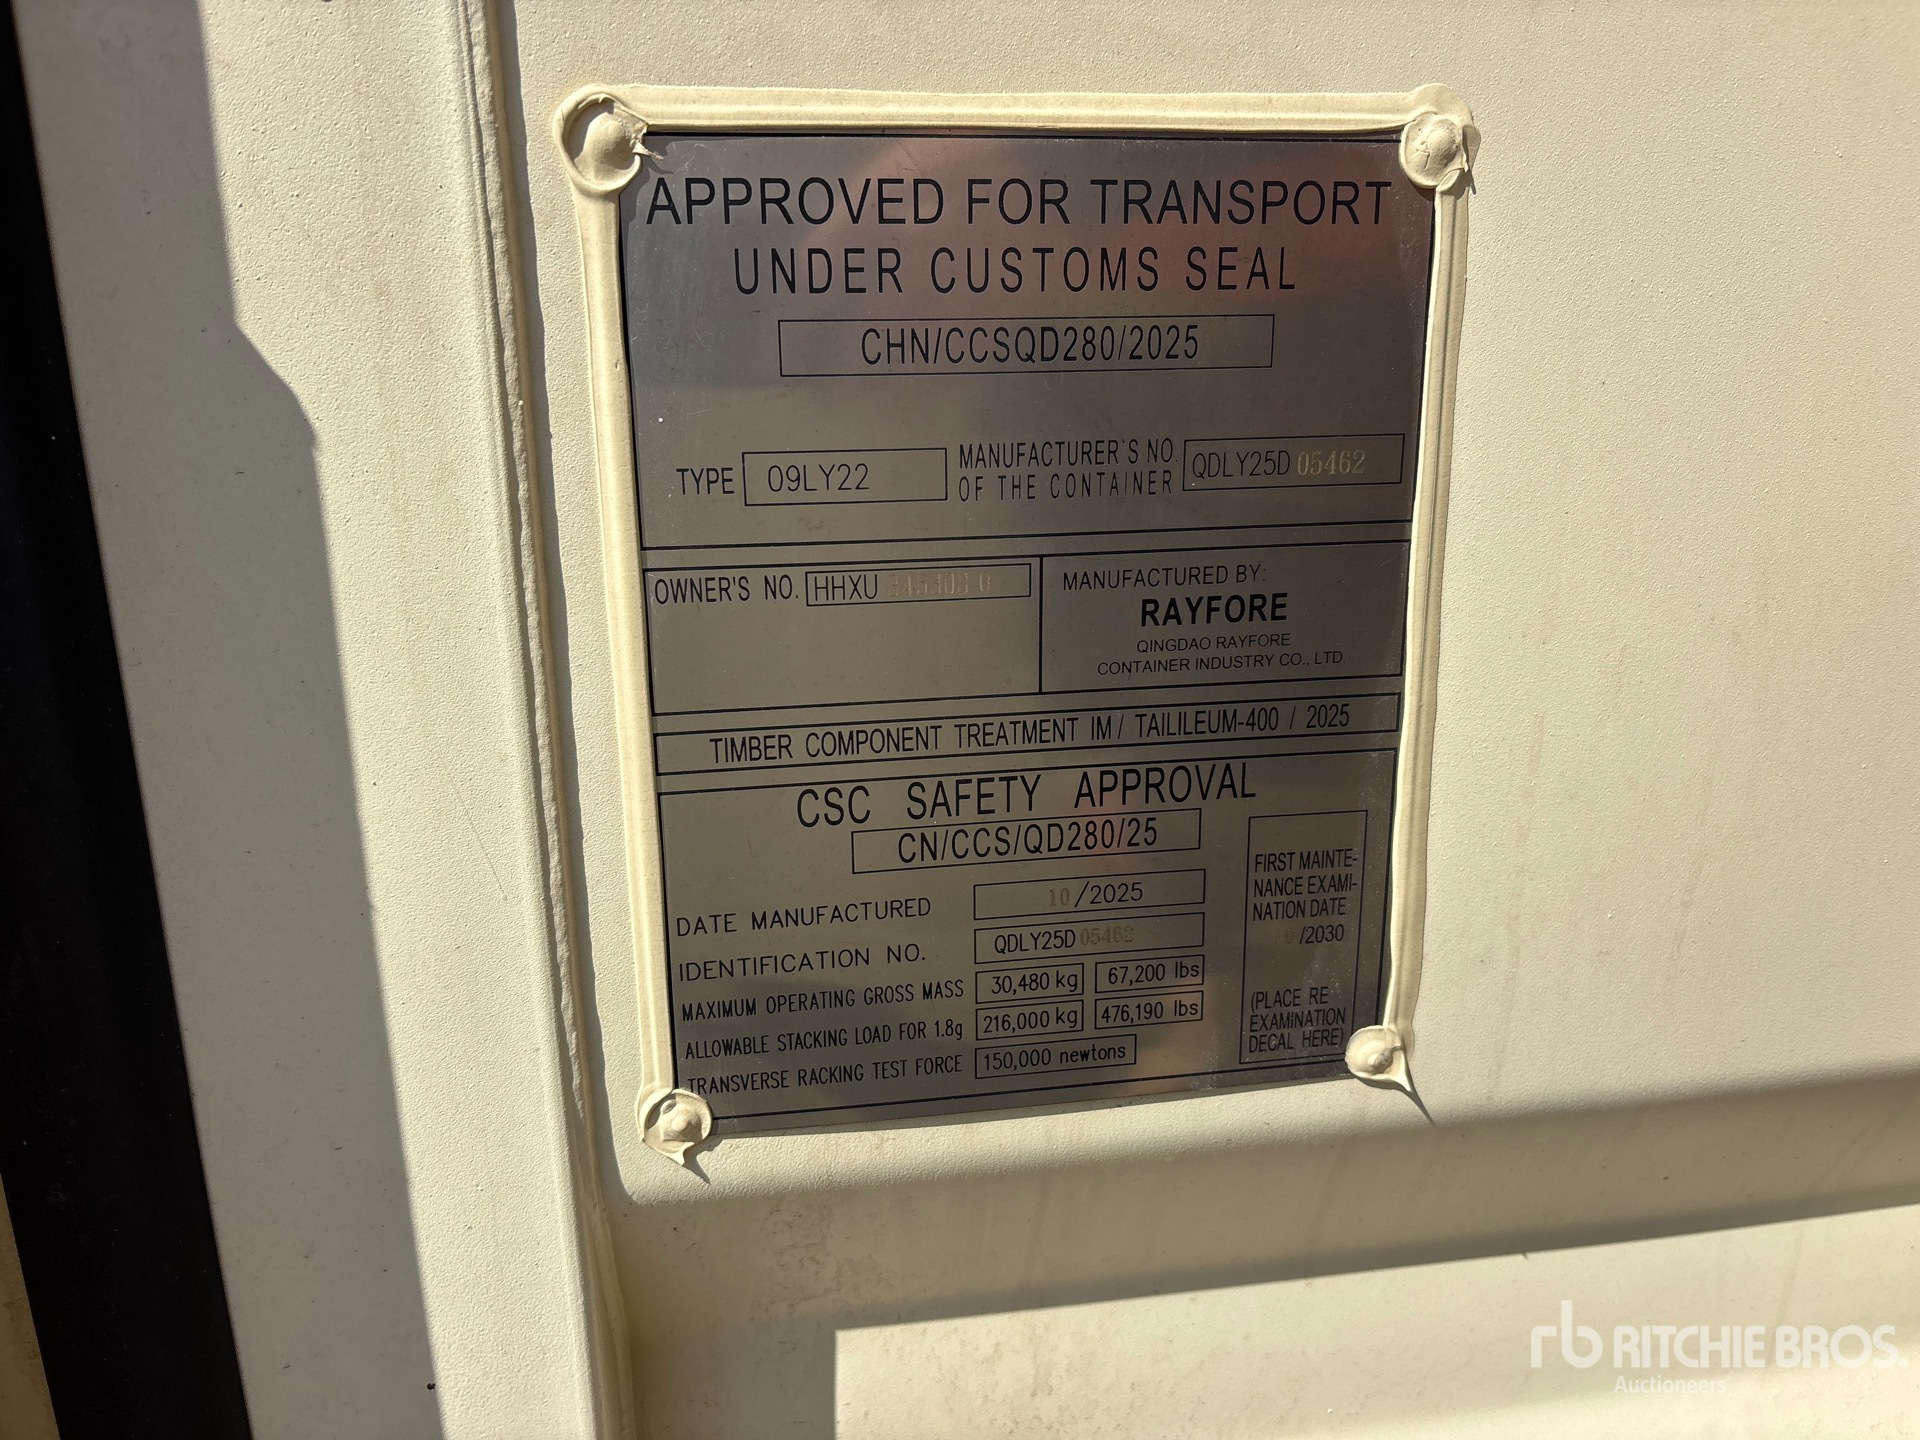 APPROVED FOR TRANSPORT
UNDER CUSTOMS SEAL
CHN/CCSQD280/2025
TYPE 09LY22 MANUFACTURER'S NO. OF THE CONTAINER QDLY25D 05462
OWNER'S NO. HHXU
MANUFACTURED BY:
RAYFORE
QINGDAO RAYFORE
CONTAINER INDUSTRY CO., LTD
TIMBER COMPONENT TREATMENT IM / TAILILEUM-400 / 2025
CSC SAFETY APPROVAL
CN/CCS/QD280/25
DATE MANUFACTURED 10/2025
IDENTIFICATION NO. QDLY25D 05462
MAXIMUM OPERATING GROSS MASS 30,480 kg 67,200 lbs
ALLOWABLE STACKING LOAD FOR 1.8g 216,000 kg 476,190 lbs
TRANSVERSE RACKING TEST FORCE 150,000 newtons
FIRST MAINTE-
NANCE EXAMI-
NATION DATE
/2030
(PLACE RE
EXAMINATION
DECAL HERE)
rb RITCHIE BROS.
Auctioneers